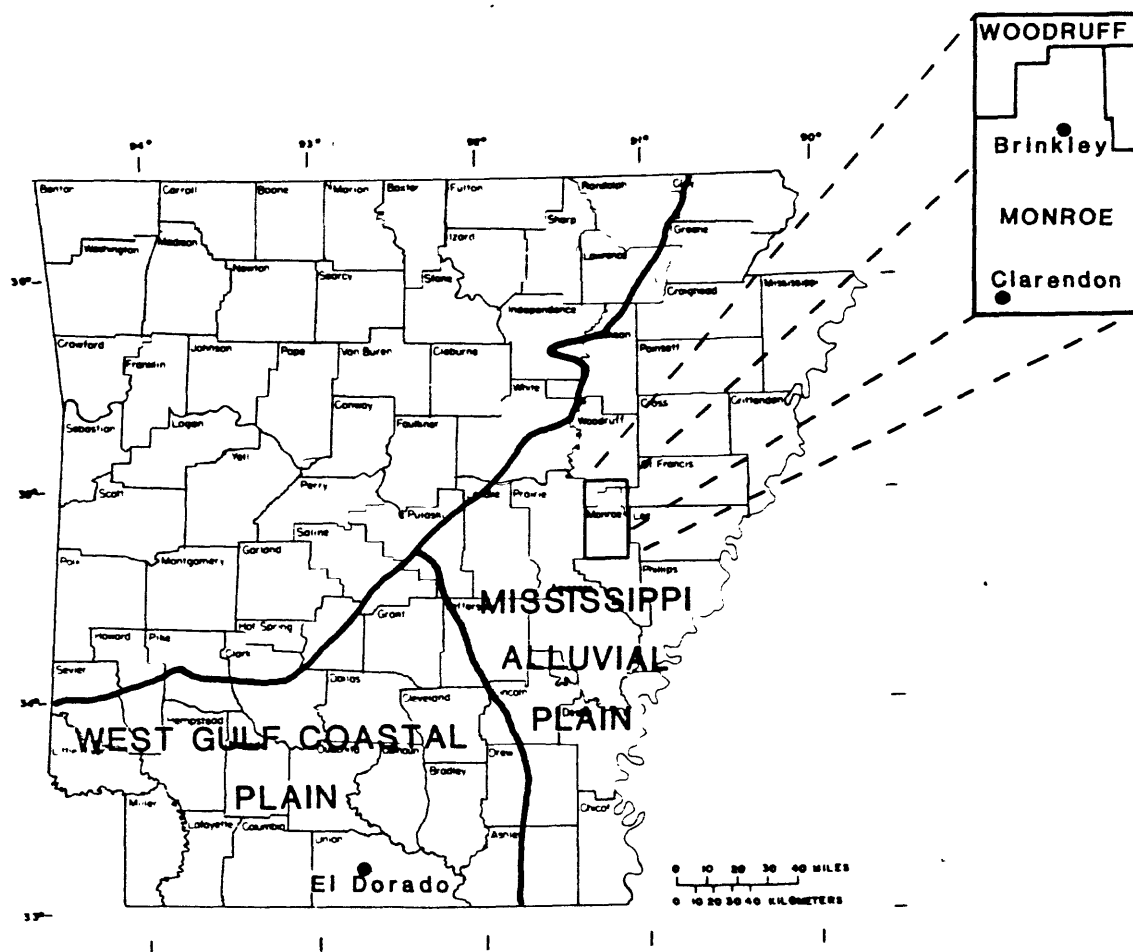 WOODRUFF
Brinkley
MONROE
Clarendon
94°
93°
91°
90°
Benton
Carroll
Boone
Marion
Baxter
Fulton
Randolph
Sharp
Izard
Greene
Washington
Madison
Newton
Searcy
Stone
Lawrence
Craighead
Mississippi
Independence
Crawford
Franklin
Johnson
Pope
Van Buren
Cleburne
Poinsett
White
Conway
Faulkner
Woodruff
Cross
Crittenden
Sebastian
Logan
Yell
Perry
Prairie
St Francis
Scott
Pulaski
Monroe
Lee
Saline
Garland
Polk
Montgomery
Phillips
MISSISSIPPI
Grant
Hot Spring
Howard
Pike
Clark
ALLUVIAL
Sevier
Dallas
Cleveland
Lincoln
34°
PLAIN
Hempstead
WEST GULF COASTAL
Drew
Bradley
PLAIN
Miller
Chicot
Lafayette
Columbia
Union
Ashley
El Dorado
0 10 20 30 40 MILES
0 10 20 30 40 KILOMETERS
33°